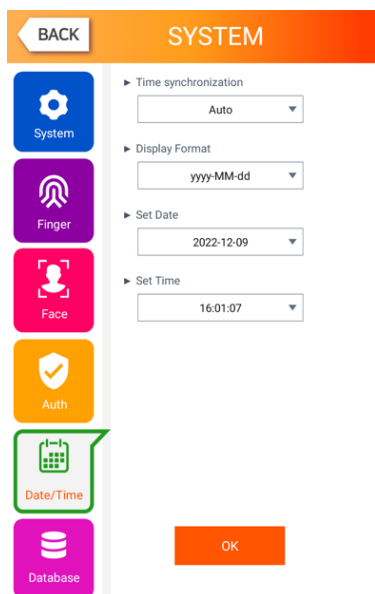 BACK
SYSTEM
System
Finger
Face
Auth
Date/Time
Database
► Time synchronization
Auto
► Display Format
yyyy-MM-dd
► Set Date
2022-12-09
► Set Time
16:01:07
OK